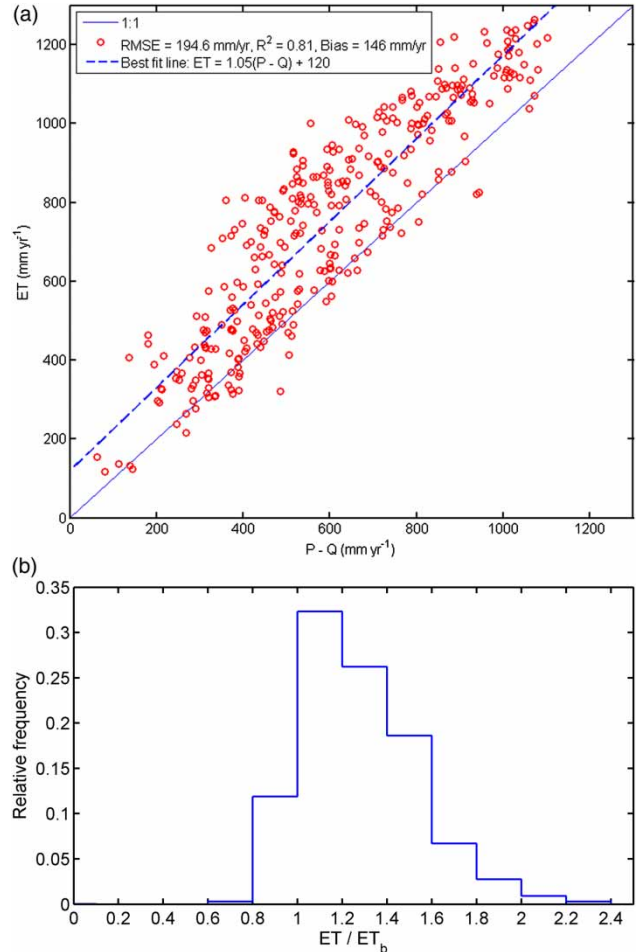 (a)
1:1
RMSE = 194.6 mm/yr, R² = 0.81, Bias = 146 mm/yr
Best fit line: ET = 1.05(P - Q) + 120
1200
1000
800
600
400
200
0
ET (mm yr⁻¹)
0 200 400 600 800 1000 1200
P - Q (mm yr⁻¹)
(b)
0.35
0.3
0.25
0.2
0.15
0.1
0.05
0
Relative frequency
0 0.2 0.4 0.6 0.8 1 1.2 1.4 1.6 1.8 2 2.2 2.4
ET / ET_b